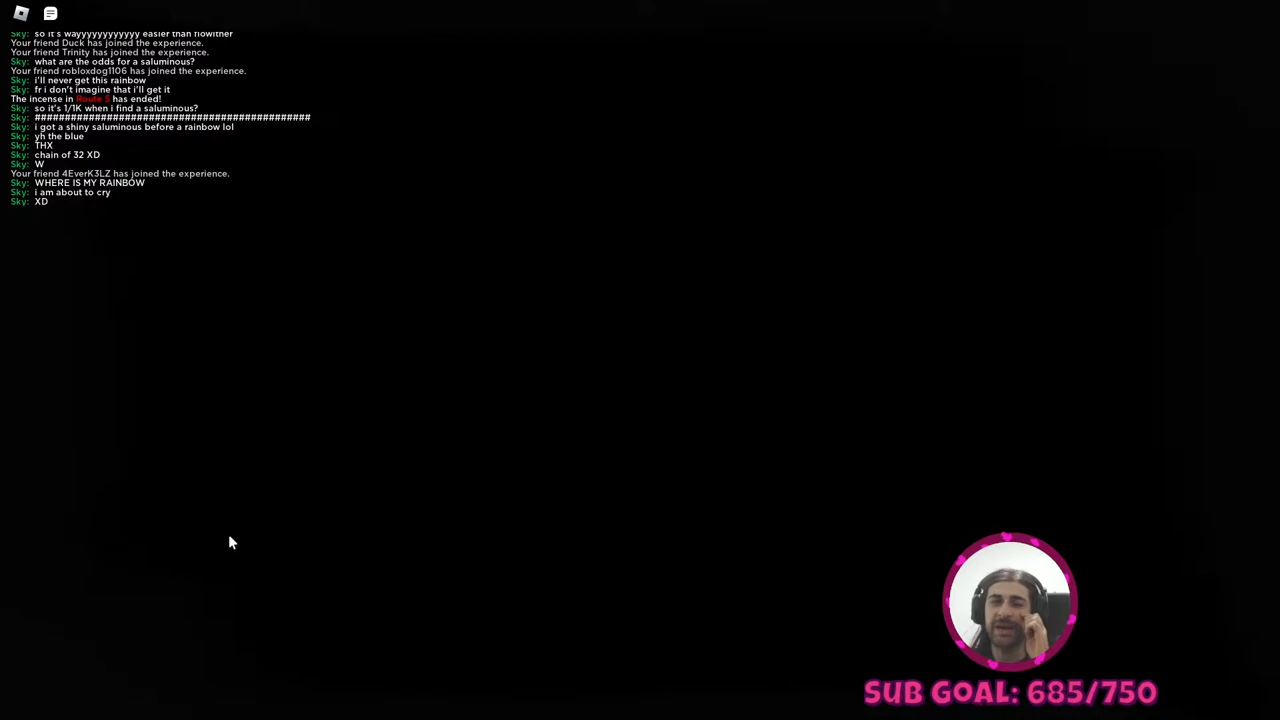 Sky: so it's wayyyyyyyyyyyy easier than flowither
Your friend Duck has joined the experience.
Your friend Trinity has joined the experience.
Sky: what are the odds for a saluminous?
Your friend robloxdog1106 has joined the experience.
Sky: i'll never get this rainbow
Sky: fr i don't imagine that i'll get it
The incense in Route 5 has ended!
Sky: so it's 1/1K when i find a saluminous?
Sky: ##############################################
Sky: i got a shiny saluminous before a rainbow lol
Sky: yh the blue
Sky: THX
Sky: chain of 32 XD
Sky: W
Your friend 4EverK3LZ has joined the experience.
Sky: WHERE IS MY RAINBOW
Sky: i am about to cry
Sky: XD
SUB GOAL: 685/750